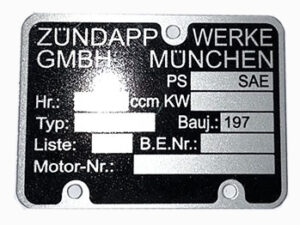 ZÜNDAPP WERKE
GMBH MÜNCHEN
PS SAE
Hr.: ccm KW
Typ: Bauj.: 197
Liste: B.E.Nr.:
Motor-Nr.: